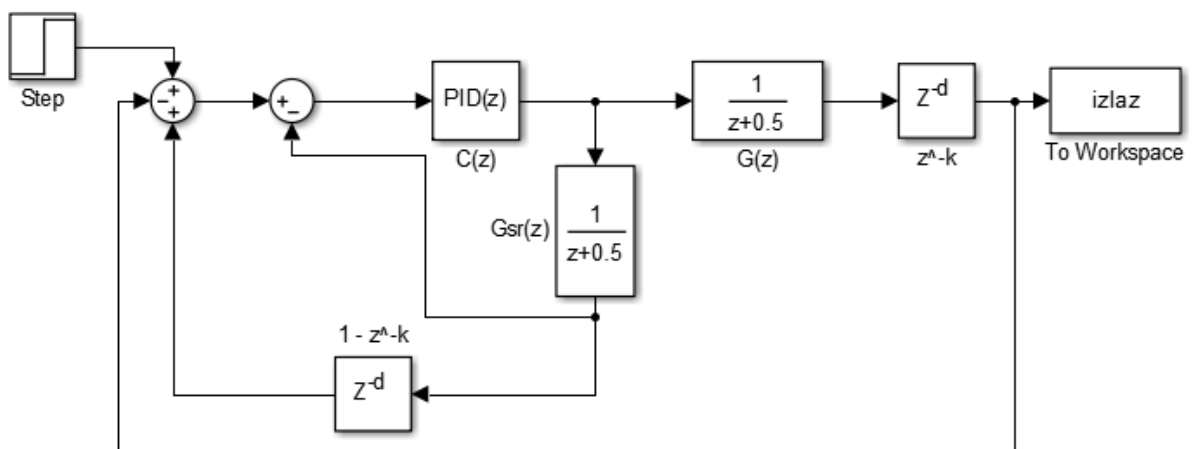 Step
PID(z)
C(z)
1
z+0.5
G(z)
Z-d
z^-k
izlaz
To Workspace
Gsr(z)
1
z+0.5
1 - z^-k
Z-d